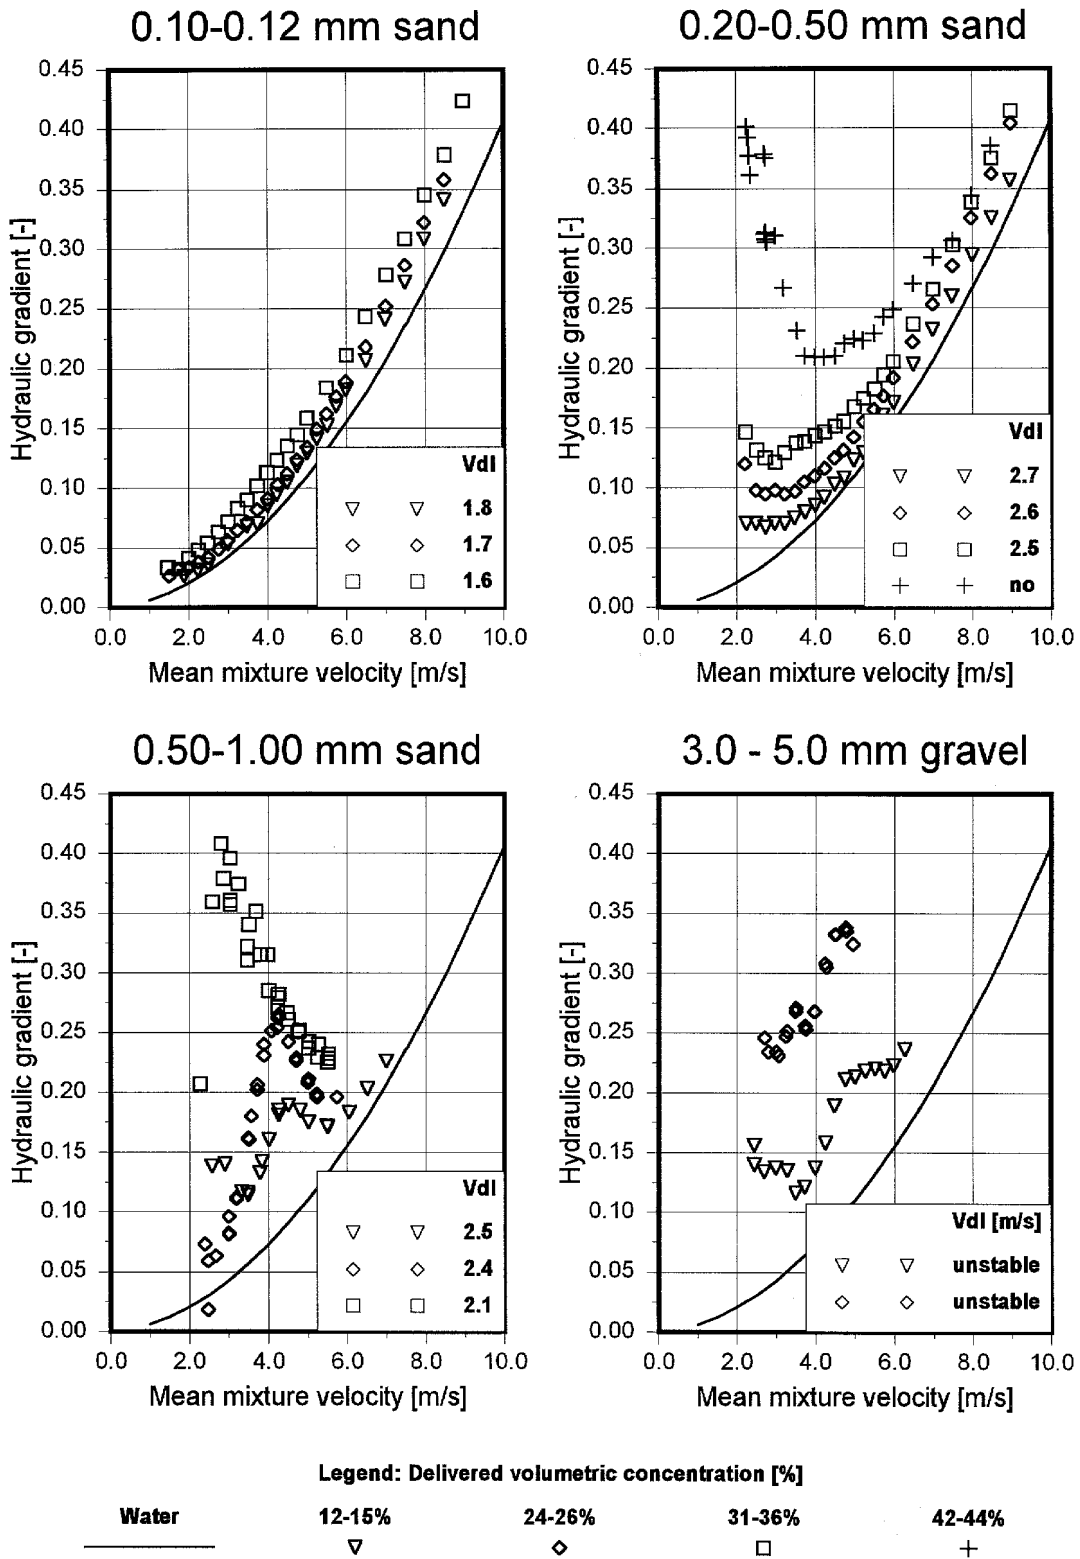 0.10-0.12 mm sand
0.45
0.40
0.35
0.30
0.25
0.20
0.15
0.10
0.05
0.00
Hydraulic gradient [-]
0.0 2.0 4.0 6.0 8.0 10.0
Mean mixture velocity [m/s]
Vdl
1.8
1.7
1.6
0.20-0.50 mm sand
0.45
0.40
0.35
0.30
0.25
0.20
0.15
0.10
0.05
0.00
Hydraulic gradient [-]
0.0 2.0 4.0 6.0 8.0 10.0
Mean mixture velocity [m/s]
Vdl
2.7
2.6
2.5
no
0.50-1.00 mm sand
0.45
0.40
0.35
0.30
0.25
0.20
0.15
0.10
0.05
0.00
Hydraulic gradient [-]
0.0 2.0 4.0 6.0 8.0 10.0
Mean mixture velocity [m/s]
Vdl
2.5
2.4
2.1
3.0 - 5.0 mm gravel
0.45
0.40
0.35
0.30
0.25
0.20
0.15
0.10
0.05
0.00
Hydraulic gradient [-]
0.0 2.0 4.0 6.0 8.0 10.0
Mean mixture velocity [m/s]
Vdl [m/s]
unstable
unstable
Legend: Delivered volumetric concentration [%]
Water 12-15% 24-26% 31-36% 42-44%